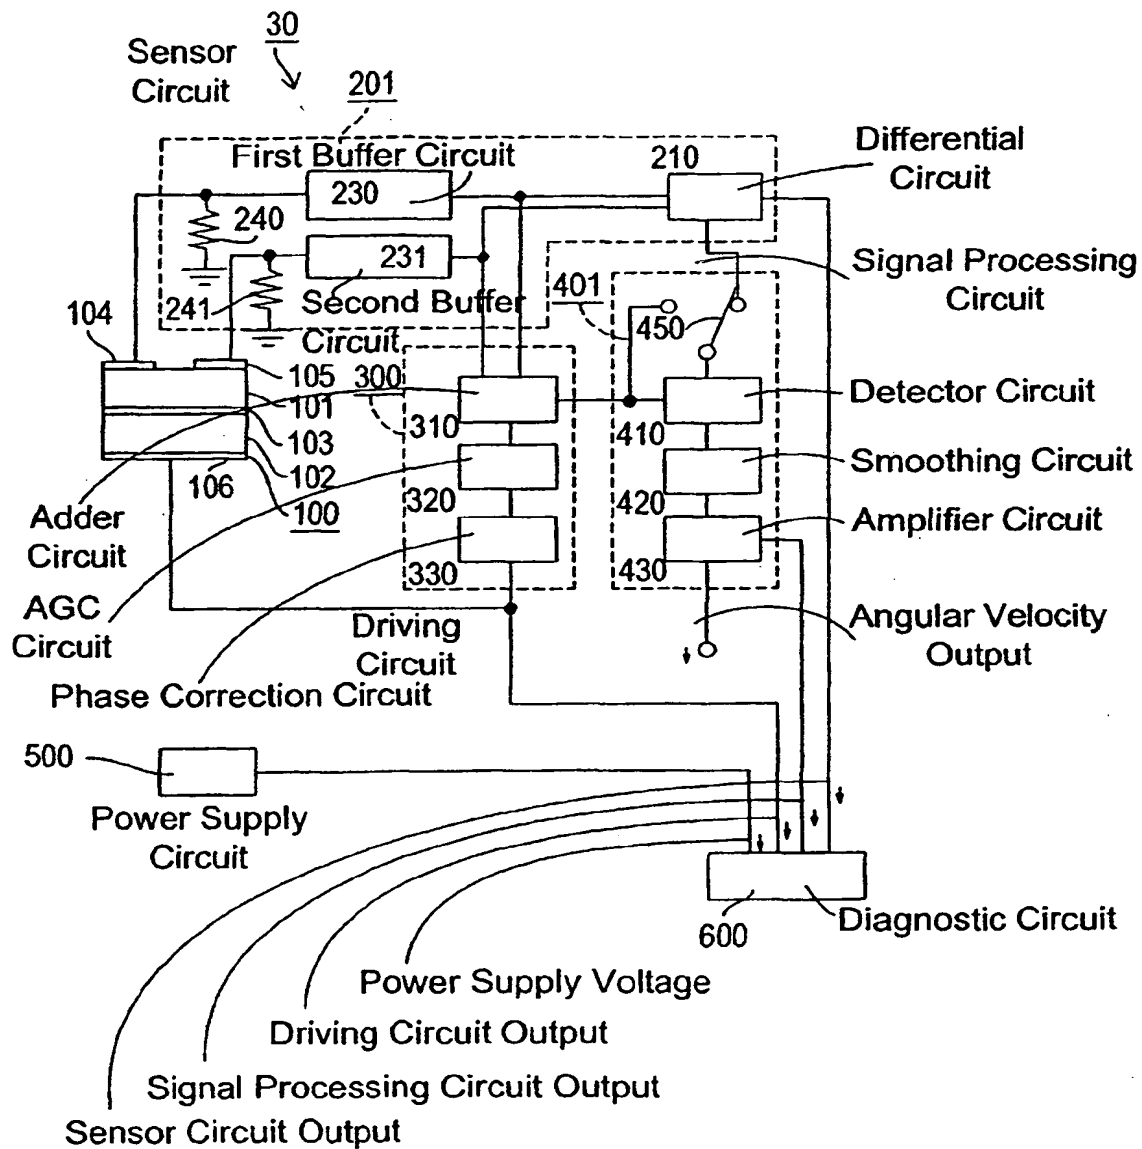 30
Sensor
Circuit
201
First Buffer Circuit
210
Differential
Circuit
230
240
231
241
Second Buffer
Circuit
401
450
Signal Processing
Circuit
104
105
101
103
102
106
100
300
310
410
Detector Circuit
320
420
Smoothing Circuit
330
430
Amplifier Circuit
Adder
Circuit
AGC
Circuit
Driving
Circuit
Angular Velocity
Output
Phase Correction Circuit
500
Power Supply
Circuit
600
Diagnostic Circuit
Power Supply Voltage
Driving Circuit Output
Signal Processing Circuit Output
Sensor Circuit Output